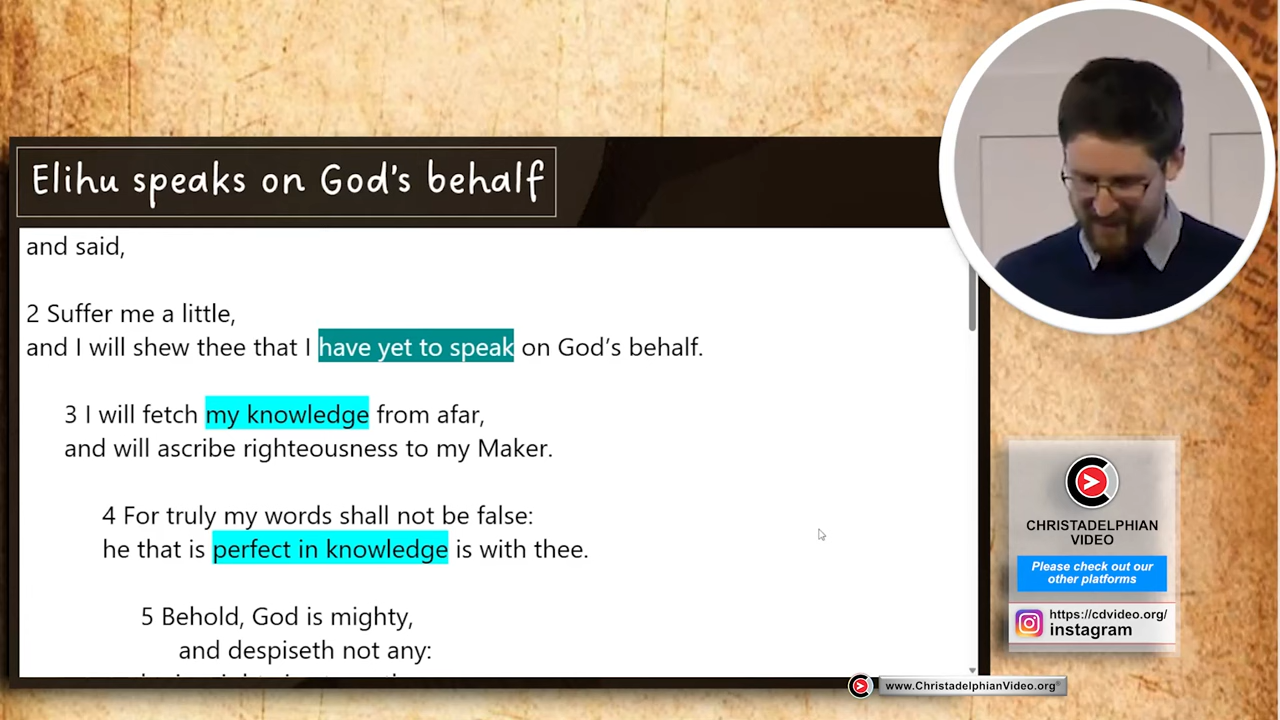 Elihu speaks on God's behalf
and said,
2 Suffer me a little,
and I will shew thee that I have yet to speak on God’s behalf.
3 I will fetch my knowledge from afar,
and will ascribe righteousness to my Maker.
4 For truly my words shall not be false:
he that is perfect in knowledge is with thee.
5 Behold, God is mighty,
and despiseth not any:
CHRISTADELPHIAN
VIDEO
Please check out our
other platforms
https://cdvideo.org/
instagram
www.ChristadelphianVideo.org